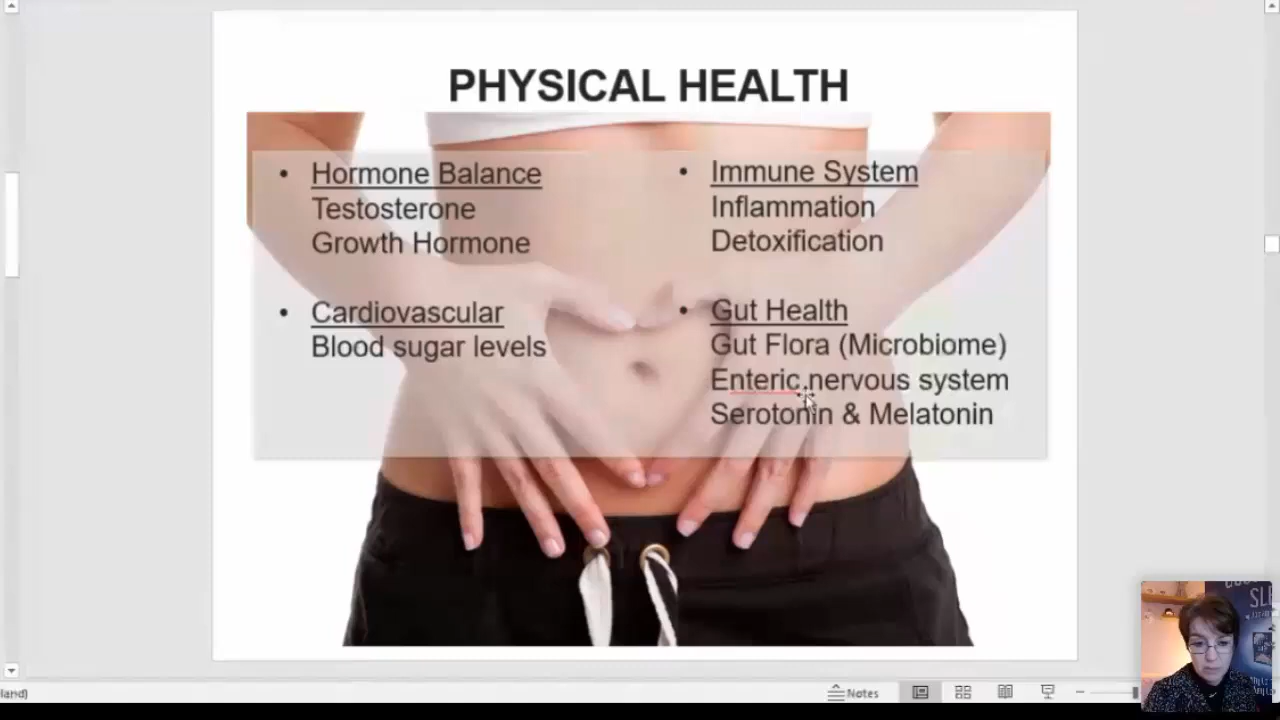 PHYSICAL HEALTH
• Hormone Balance
Testosterone
Growth Hormone
• Cardiovascular
Blood sugar levels
• Immune System
Inflammation
Detoxification
• Gut Health
Gut Flora (Microbiome)
Enteric nervous system
Serotonin & Melatonin
land)
Notes